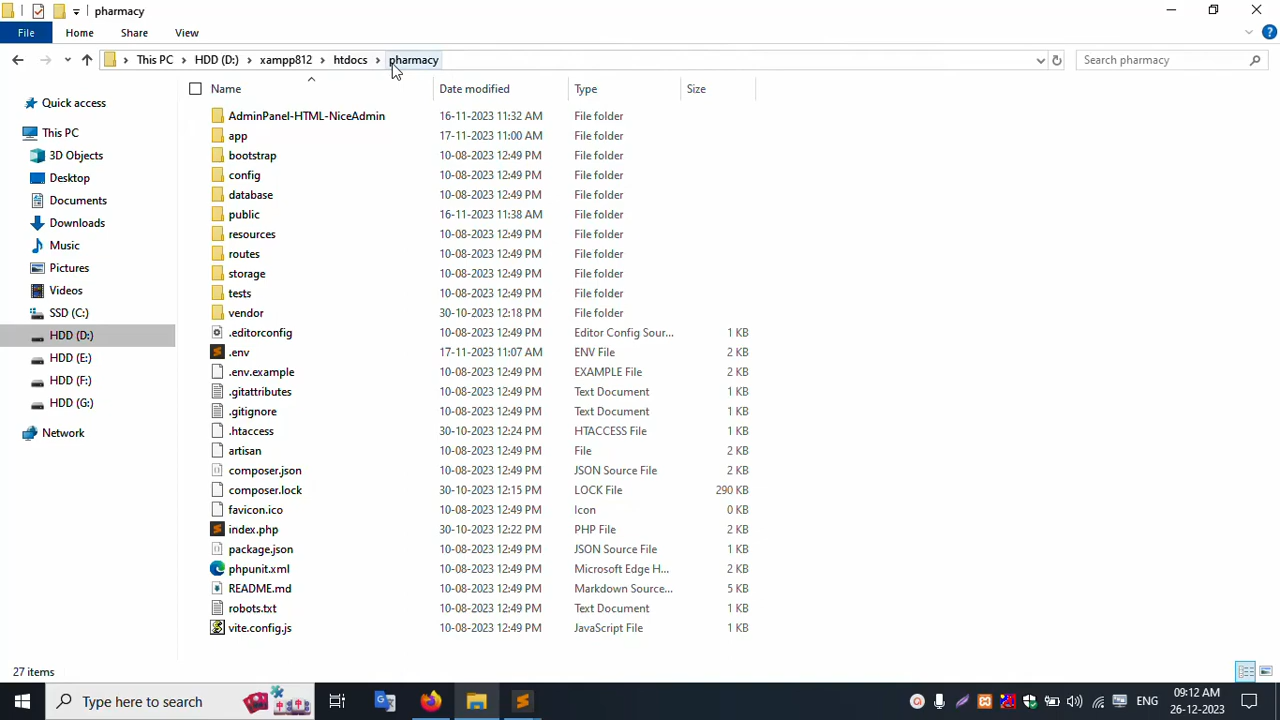 pharmacy
File Home Share View
This PC HDD (D:) xampp812 htdocs pharmacy Search pharmacy
Name Date modified Type Size
Quick access
This PC
3D Objects
Desktop
Documents
Downloads
Music
Pictures
Videos
SSD (C:)
HDD (D:)
HDD (E:)
HDD (F:)
HDD (G:)
Network
AdminPanel-HTML-NiceAdmin 16-11-2023 11:32 AM File folder
app 17-11-2023 11:00 AM File folder
bootstrap 10-08-2023 12:49 PM File folder
config 10-08-2023 12:49 PM File folder
database 10-08-2023 12:49 PM File folder
public 16-11-2023 11:38 AM File folder
resources 10-08-2023 12:49 PM File folder
routes 10-08-2023 12:49 PM File folder
storage 10-08-2023 12:49 PM File folder
tests 10-08-2023 12:49 PM File folder
vendor 30-10-2023 12:18 PM File folder
.editorconfig 10-08-2023 12:49 PM Editor Config Sour... 1 KB
.env 17-11-2023 11:07 AM ENV File 2 KB
.env.example 10-08-2023 12:49 PM EXAMPLE File 2 KB
.gitattributes 10-08-2023 12:49 PM Text Document 1 KB
.gitignore 10-08-2023 12:49 PM Text Document 1 KB
.htaccess 30-10-2023 12:24 PM HTACCESS File 1 KB
artisan 10-08-2023 12:49 PM File 2 KB
composer.json 10-08-2023 12:49 PM JSON Source File 2 KB
composer.lock 30-10-2023 12:15 PM LOCK File 290 KB
favicon.ico 10-08-2023 12:49 PM Icon 0 KB
index.php 30-10-2023 12:22 PM PHP File 2 KB
package.json 10-08-2023 12:49 PM JSON Source File 1 KB
phpunit.xml 10-08-2023 12:49 PM Microsoft Edge H... 2 KB
README.md 10-08-2023 12:49 PM Markdown Source... 5 KB
robots.txt 10-08-2023 12:49 PM Text Document 1 KB
vite.config.js 10-08-2023 12:49 PM JavaScript File 1 KB
27 items
Type here to search
ENG
09:12 AM
26-12-2023